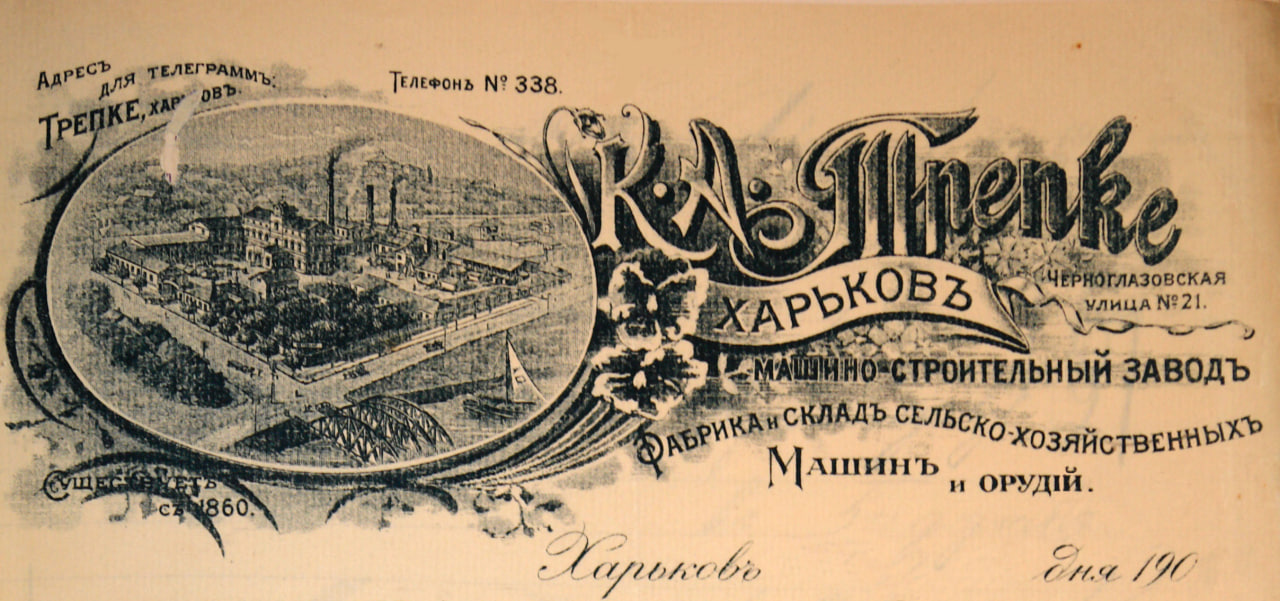 Адресъ
для телеграммъ:
Трепке, Харьковъ.
Телефонъ № 338.
К. А. Трепке
Харьковъ
Черноглазовская
улица № 21.
Машино-строительный заводъ
Фабрика и складъ сельско-хозяйственныхъ
Машинъ
и орудій.
Существуетъ
съ 1860.
Харьковъ дня 190